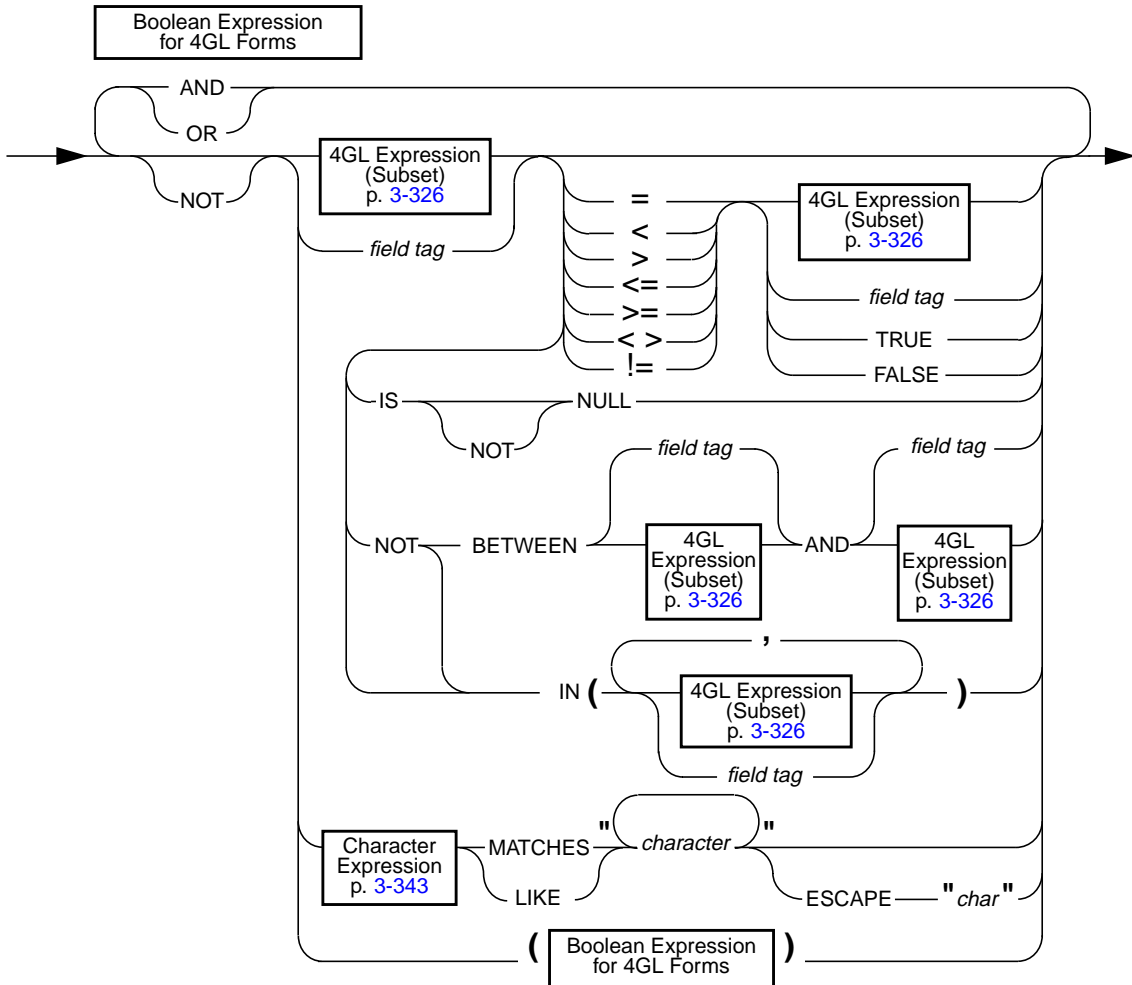 Boolean Expression
for 4GL Forms
AND
OR
NOT
4GL Expression
(Subset)
p. 3-326
field tag
=
<
>
<=
>=
< >
!=
4GL Expression
(Subset)
p. 3-326
field tag
TRUE
FALSE
IS NULL
NOT
field tag field tag
NOT BETWEEN
4GL
Expression
(Subset)
p. 3-326
AND
4GL
Expression
(Subset)
p. 3-326
,
IN (
4GL Expression
(Subset)
p. 3-326
)
field tag
Character
Expression
p. 3-343
MATCHES
LIKE
" character "
ESCAPE "char"
(
Boolean Expression
for 4GL Forms
)